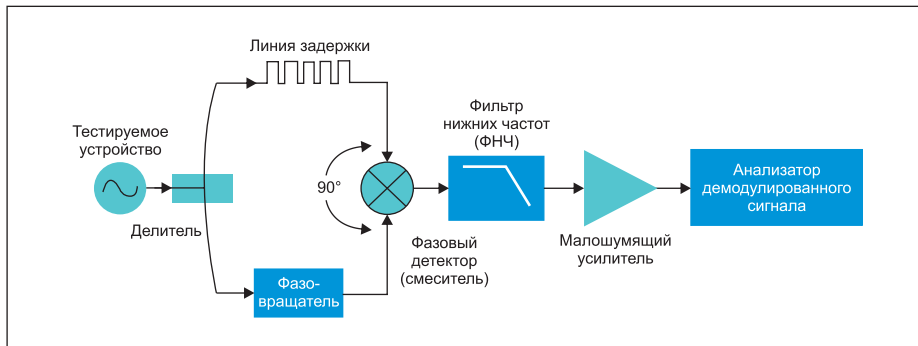 Линия задержки
Тестируемое
устройство
Делитель
90°
Фазо-
вращатель
Фазовый
детектор
(смеситель)
Фильтр
нижних частот
(ФНЧ)
Малошумящий
усилитель
Анализатор
демодулированного
сигнала